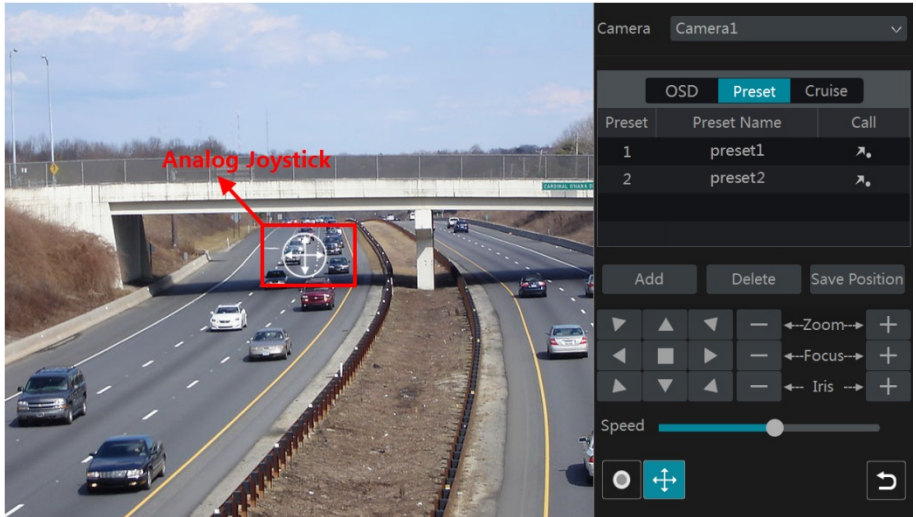 Camera Camera1
OSD Preset Cruise
Preset Preset Name Call
1 preset1
2 preset2
Analog Joystick
Add Delete Save Position
Zoom
Focus
Iris
Speed